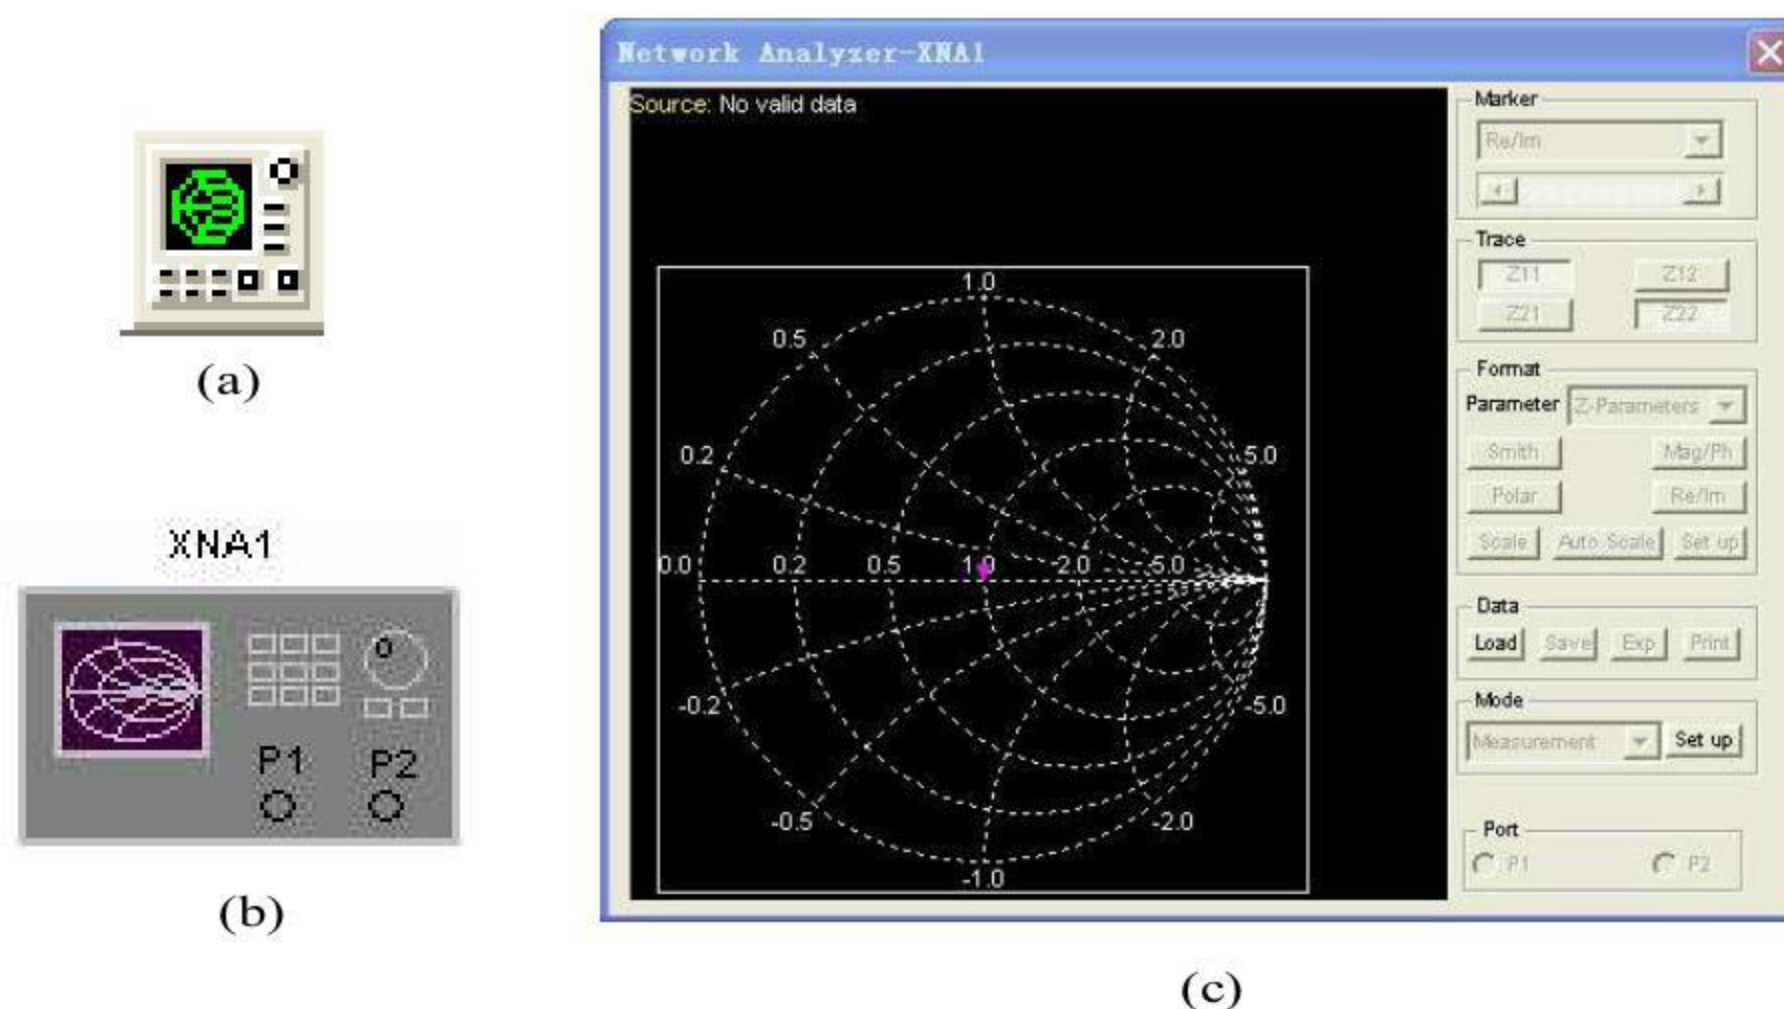 (a)
XNA1
P1 P2
(b)
Network Analyzer-XNA1
Source: No valid data
1.0
0.5 2.0
0.2 5.0
0.0 0.2 0.5 1.0 2.0 5.0
-0.2 -5.0
-0.5 -2.0
-1.0
Marker
Re/Im
Trace
Z11 Z12
Z21 Z22
Format
Parameter Z-Parameters
Smith Mag/Ph
Polar Re/Im
Scale Auto Scale Set up
Data
Load Save Exp Print
Mode
Measurement Set up
Port
P1 P2
(c)